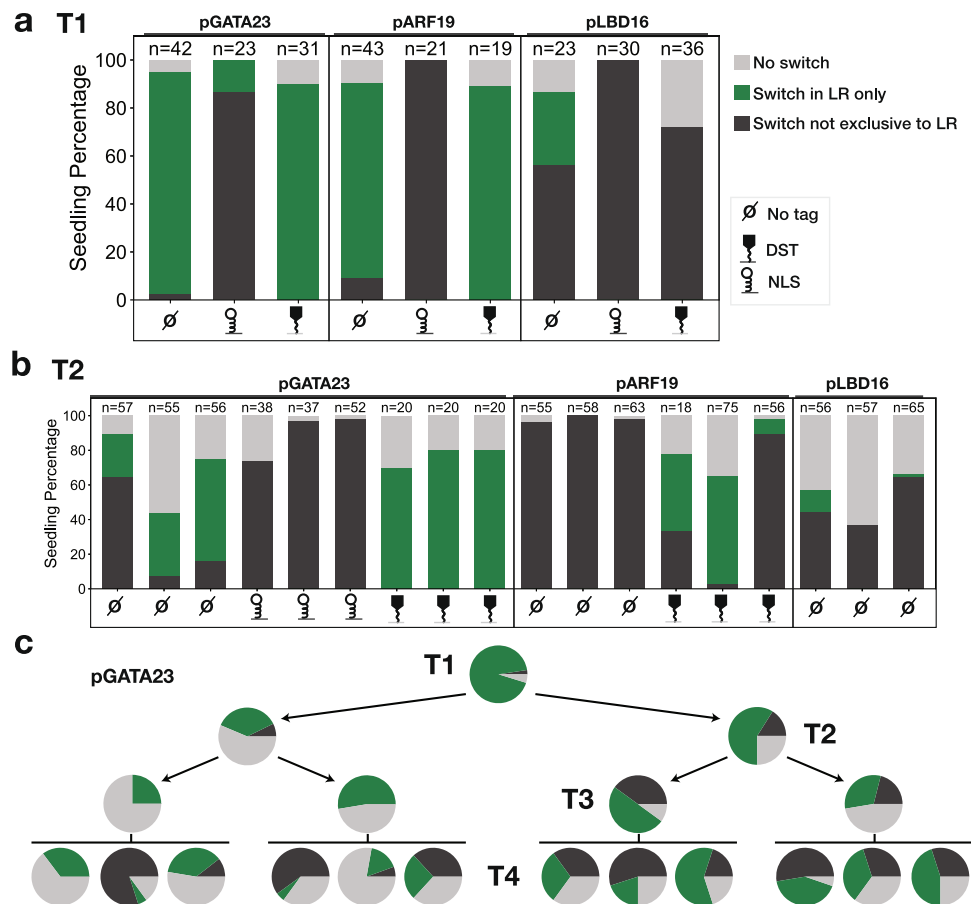 a T1
pGATA23 pARF19 pLBD16
n=42 n=23 n=31 n=43 n=21 n=19 n=23 n=30 n=36
100
80
60
40
20
0
Seedling Percentage
No switch
Switch in LR only
Switch not exclusive to LR
Ø No tag
DST
NLS
Ø Ø Ø
b T2
pGATA23 pARF19 pLBD16
n=57 n=55 n=56 n=38 n=37 n=52 n=20 n=20 n=20 n=55 n=58 n=63 n=18 n=75 n=56 n=56 n=57 n=65
100
80
60
40
20
0
Seedling Percentage
Ø Ø Ø Ø Ø Ø Ø Ø Ø
c
pGATA23
T1
T2
T3
T4